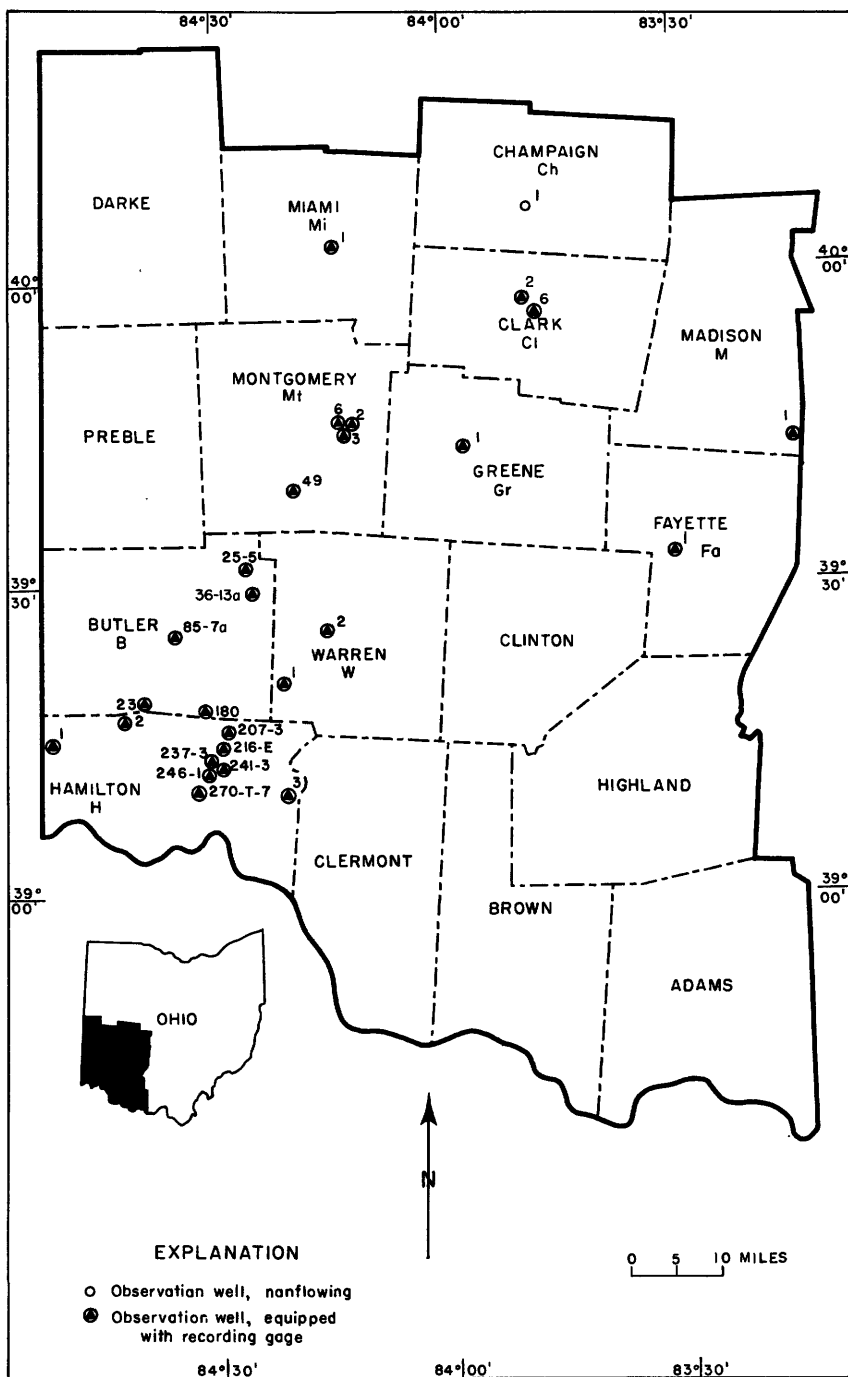 84°30'
84°00'
83°30'
CHAMPAIGN
Ch
1
DARKE
MIAMI
Mi
1
40°
00'
40°
00'
2
6
CLARK
Cl
MADISON
M
1
MONTGOMERY
Mt
6
2
3
49
PREBLE
1
GREENE
Gr
FAYETTE
1
Fa
39°
30'
39°
30'
25-5
36-13a
85-7a
BUTLER
B
2
WARREN
W
1
CLINTON
23
180
2
1
207-3
216-E
237-3
241-3
246-1
270-T-7
3)
HAMILTON
H
HIGHLAND
CLERMONT
39°
00'
39°
00'
BROWN
ADAMS
OHIO
N
EXPLANATION
Observation well, nanflowing
Observation well, equipped
with recording gage
0 5 10 MILES
84°30'
84°00'
83°30'